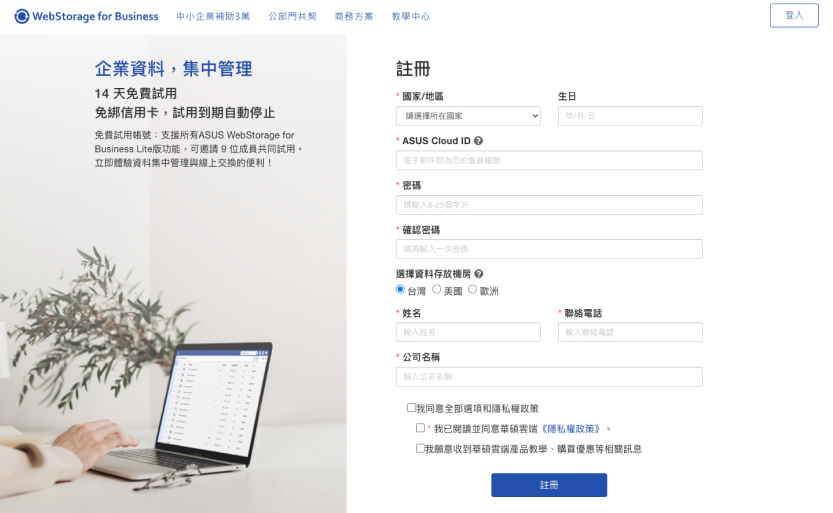 WebStorage for Business 中小企業補助3萬 公部門共契 商務方案 教學中心 登入
企業資料，集中管理
14 天免費試用
免綁信用卡，試用到期自動停止
免費試用帳號：支援所有ASUS WebStorage for
Business Lite版功能，可邀請 9 位成員共同試用。
立即體驗資料集中管理與線上交換的便利！
註冊
* 國家/地區 生日
請選擇所在國家 年/月/日
* ASUS Cloud ID
電子郵件即為您的會員帳號
* 密碼
請輸入8-25個字元
* 確認密碼
請再輸入一次密碼
選擇資料存放機房
台灣 美國 歐洲
* 姓名 * 聯絡電話
輸入姓名 輸入聯絡電話
* 公司名稱
輸入公司名稱
我同意全部選項和隱私權政策
* 我已閱讀並同意華碩雲端《隱私權政策》。
我願意收到華碩雲端產品教學、購買優惠等相關訊息
註冊